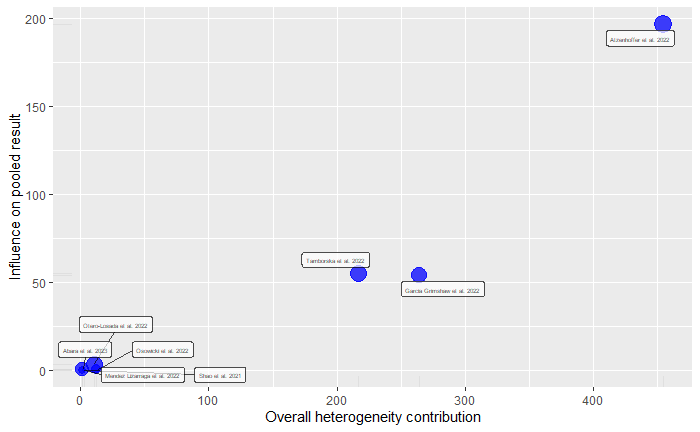 200
150
100
50
0
Influence on pooled result
Atzenhoffer et al. 2022
Tamborska et al. 2022
Garcia Grimshaw et al. 2022
Otero-Losada et al. 2022
Abara et al. 2023
Osowicki et al. 2022
Mendez Lizarraga et al. 2022
Shao et al. 2021
0
100
200
300
400
Overall heterogeneity contribution